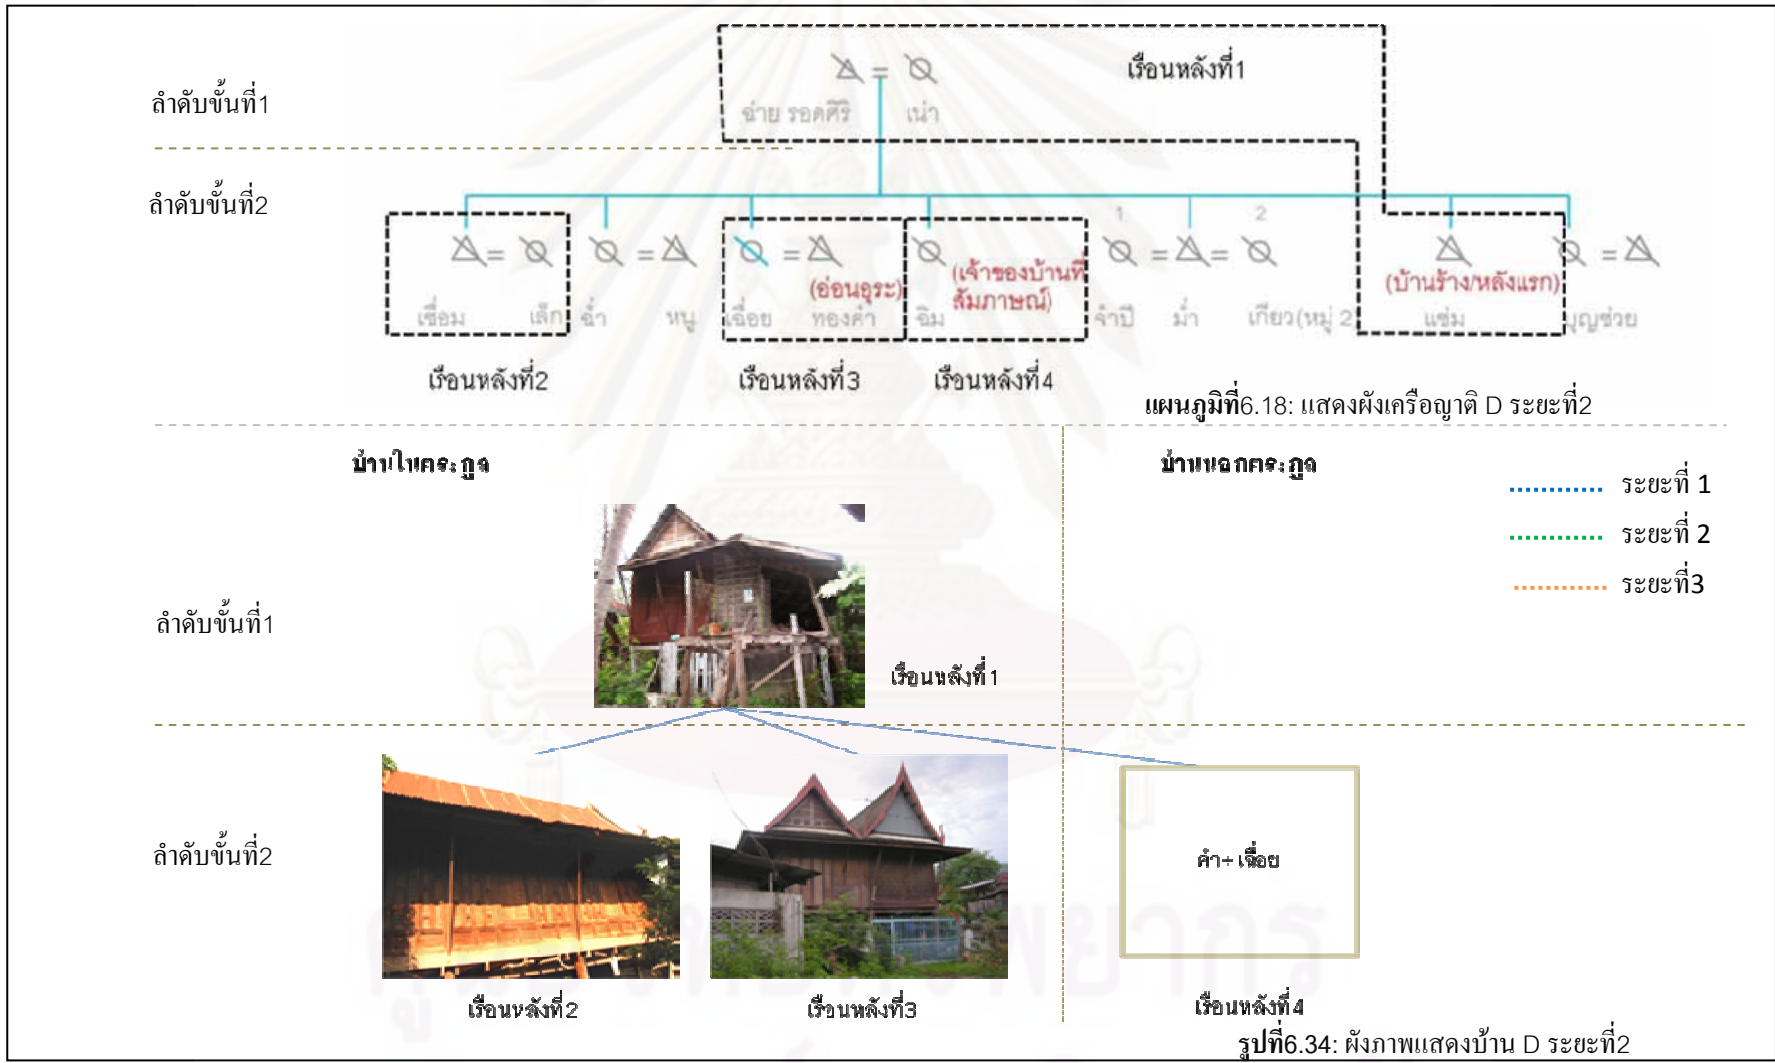 เรือนหลังที่1
ลำดับขั้นที่1
ฉ่าย รอดศิริ เน่า
ลำดับขั้นที่2
1 2
(อ่อนอุระ) (เจ้าของบ้านที่
สัมภาษณ์) (บ้านร้าง/หลังแรก)
เชื่อม เล็ก ฉ่ำ หนู เฉื่อย ทองคำ ฉิม จำปี ม่ำ เกียว(หมู่ 2 แช่ม บุญช่วย
เรือนหลังที่2 เรือนหลังที่3 เรือนหลังที่4
แผนภูมิที่6.18: แสดงผังเครือญาติ D ระยะที่2
บ้านในตระกูล บ้านนอกตระกูล
ระยะที่ 1
ระยะที่ 2
ระยะที่3
ลำดับขั้นที่1
เรือนหลังที่1
ลำดับขั้นที่2
คำ+เฉื่อย
เรือนหลังที่2 เรือนหลังที่3 เรือนหลังที่4
รูปที่6.34: ผังภาพแสดงบ้าน D ระยะที่2